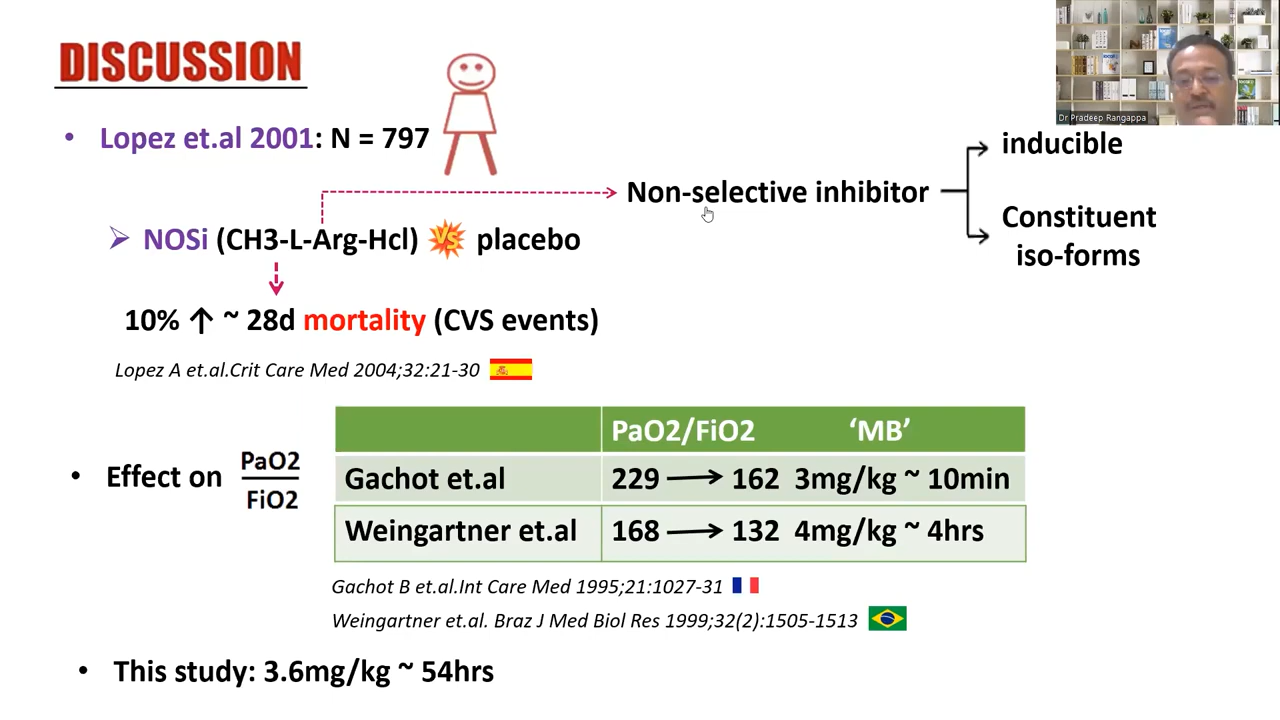 DISCUSSION
Dr Pradeep Rangappa
• Lopez et.al 2001: N = 797
inducible
Non-selective inhibitor
Constituent
iso-forms
➢ NOSi (CH3-L-Arg-Hcl) VS placebo
10% ↑ ~ 28d mortality (CVS events)
Lopez A et.al.Crit Care Med 2004;32:21-30
PaO2/FiO2 ‘MB’
• Effect on PaO2
FiO2
Gachot et.al 229 → 162 3mg/kg ~ 10min
Weingartner et.al 168 → 132 4mg/kg ~ 4hrs
Gachot B et.al.Int Care Med 1995;21:1027-31
Weingartner et.al. Braz J Med Biol Res 1999;32(2):1505-1513
• This study: 3.6mg/kg ~ 54hrs